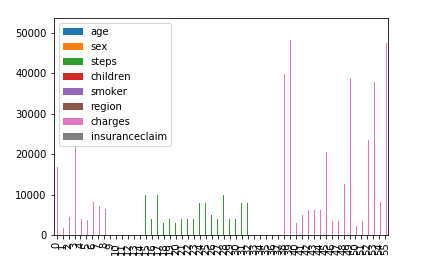 50000
40000
30000
20000
10000
0
age
sex
steps
children
smoker
region
charges
insuranceclaim
0 1 2 3 4 5 6 7 8 9 10 11 12 13 14 15 16 17 18 19 20 21 22 23 24 25 26 27 28 29 30 31 32 33 34 35 36 37 38 39 40 41 42 43 44 45 46 47 48 49 50 51 52 53 54 55